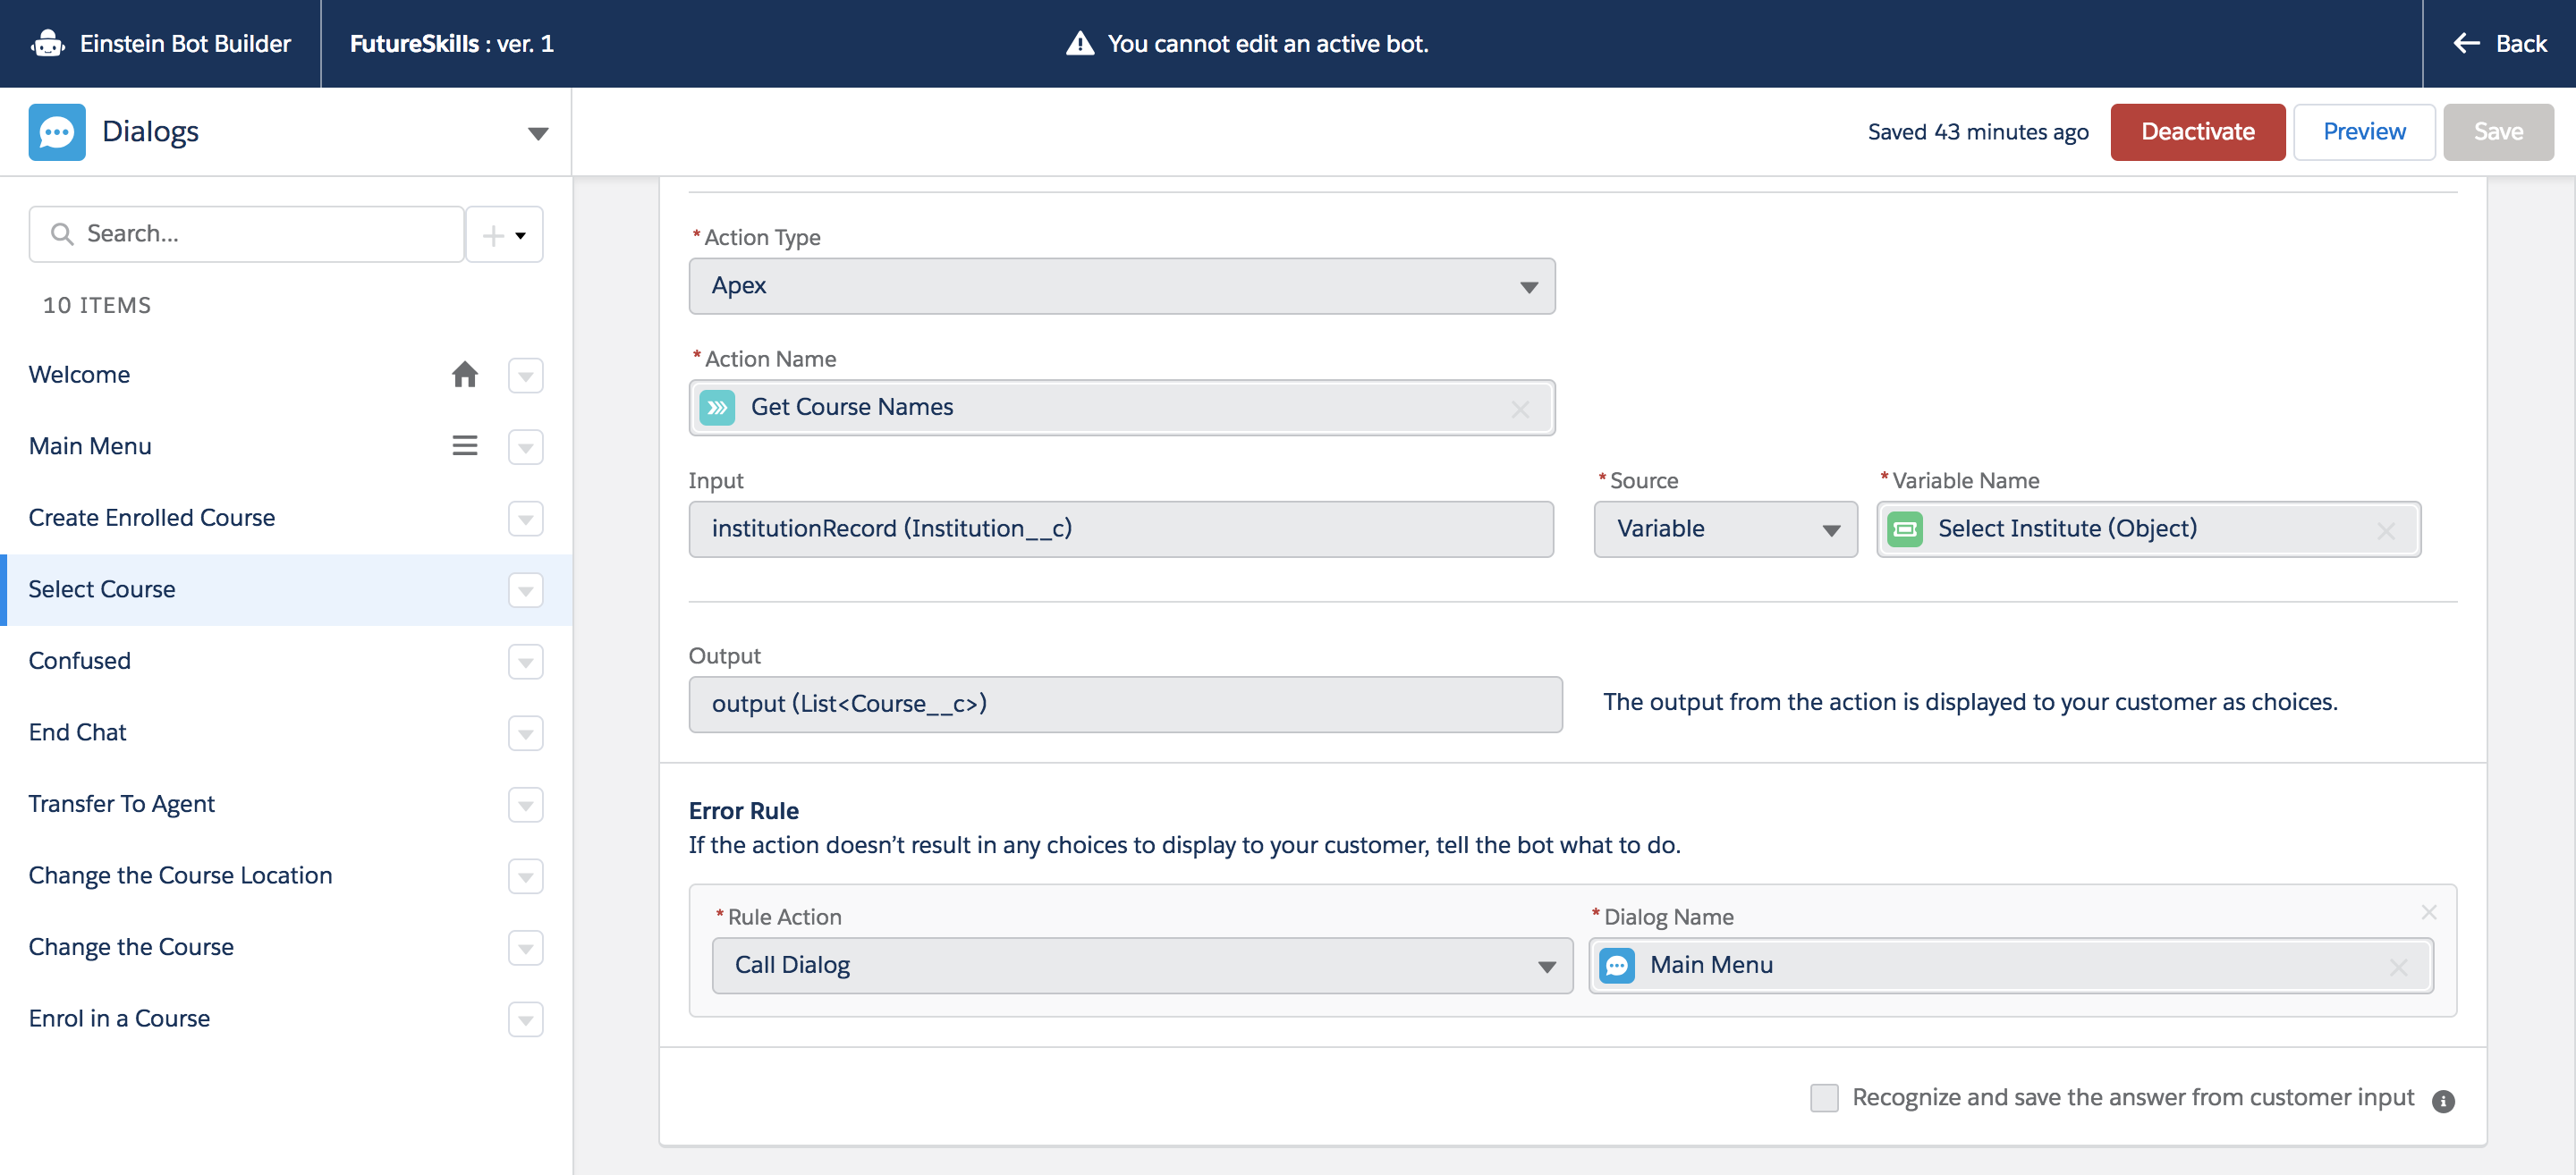 Einstein Bot Builder
FutureSkills : ver. 1
You cannot edit an active bot.
Back
Dialogs
Saved 43 minutes ago
Deactivate
Preview
Save
Search...
10 ITEMS
Welcome
Main Menu
Create Enrolled Course
Select Course
Confused
End Chat
Transfer To Agent
Change the Course Location
Change the Course
Enrol in a Course
* Action Type
Apex
* Action Name
Get Course Names
Input
* Source
* Variable Name
institutionRecord (Institution__c)
Variable
Select Institute (Object)
Output
output (List<Course__c>)
The output from the action is displayed to your customer as choices.
Error Rule
If the action doesn’t result in any choices to display to your customer, tell the bot what to do.
* Rule Action
* Dialog Name
Call Dialog
Main Menu
Recognize and save the answer from customer input